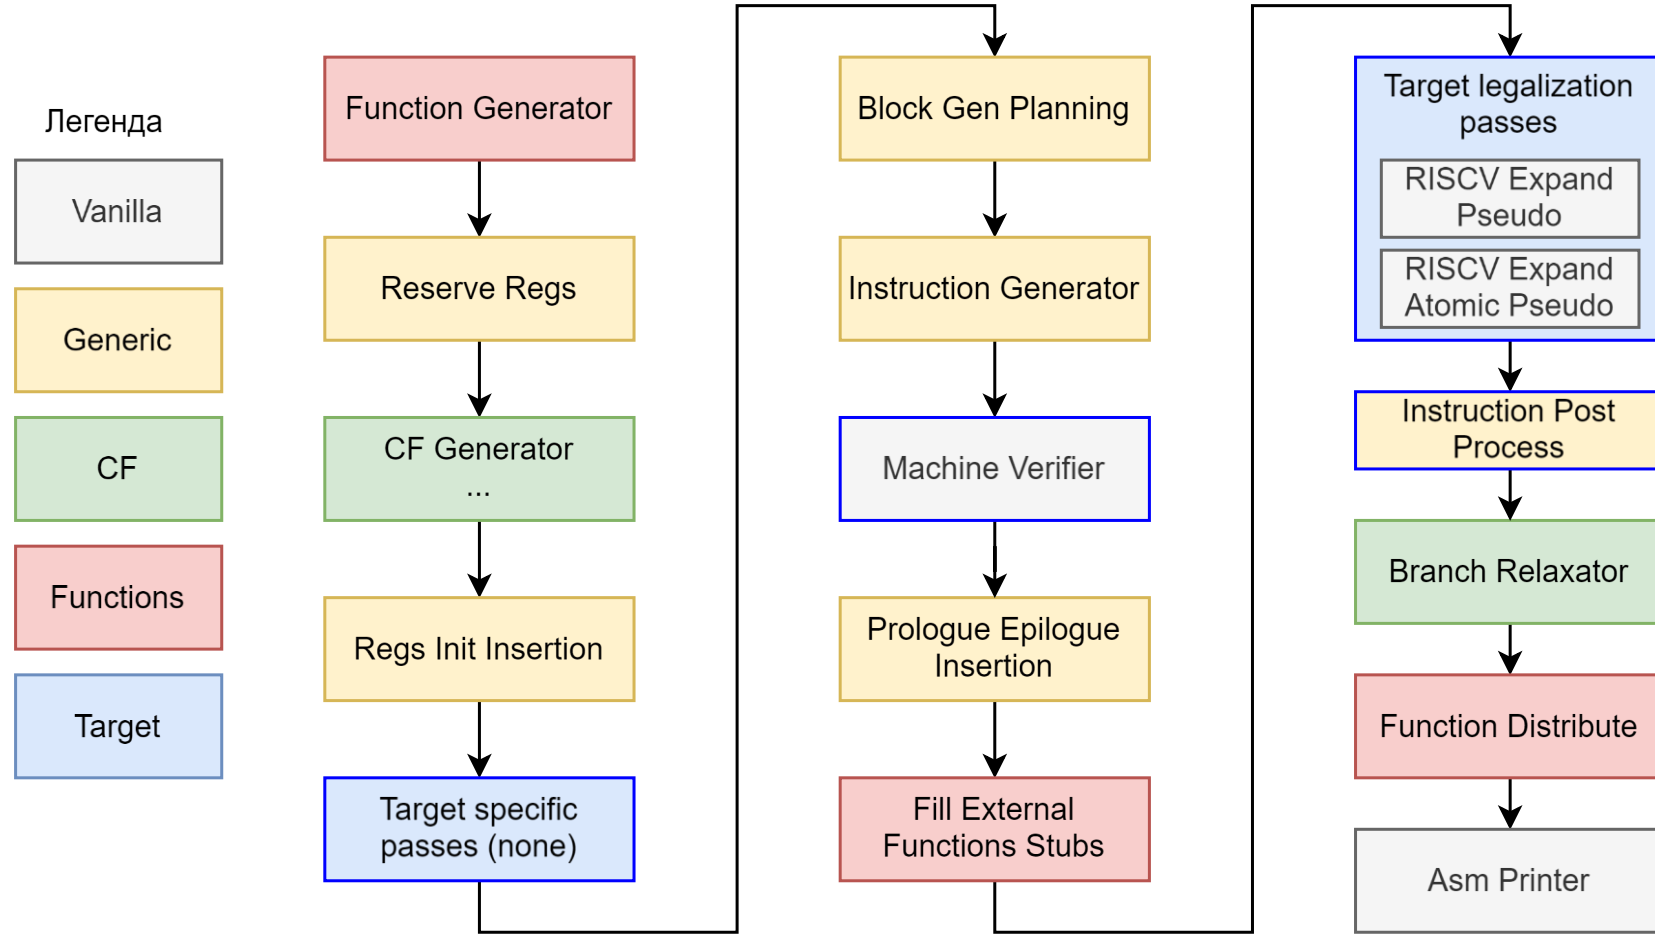 Легенда
Vanilla
Generic
CF
Functions
Target
Function Generator
Reserve Regs
CF Generator
...
Regs Init Insertion
Target specific
passes (none)
Block Gen Planning
Instruction Generator
Machine Verifier
Prologue Epilogue
Insertion
Fill External
Functions Stubs
Target legalization
passes
RISCV Expand
Pseudo
RISCV Expand
Atomic Pseudo
Instruction Post
Process
Branch Relaxator
Function Distribute
Asm Printer